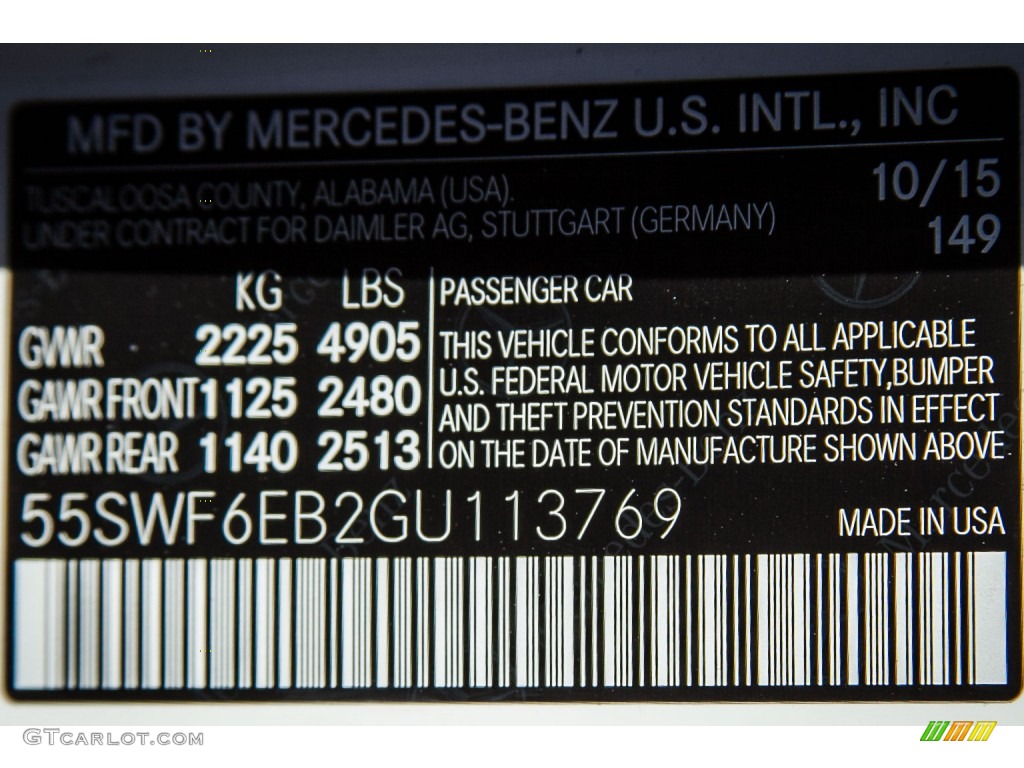 MFD BY MERCEDES-BENZ U.S. INTL., INC
TUSCALOOSA COUNTY, ALABAMA (USA).
10/15
UNDER CONTRACT FOR DAIMLER AG, STUTTGART (GERMANY)
149
KG LBS
GVWR 2225 4905
GAWR FRONT 1125 2480
GAWR REAR 1140 2513
PASSENGER CAR
THIS VEHICLE CONFORMS TO ALL APPLICABLE
U.S. FEDERAL MOTOR VEHICLE SAFETY,BUMPER
AND THEFT PREVENTION STANDARDS IN EFFECT
ON THE DATE OF MANUFACTURE SHOWN ABOVE
55SWF6EB2GU113769
MADE IN USA
GTCARLOT.COM